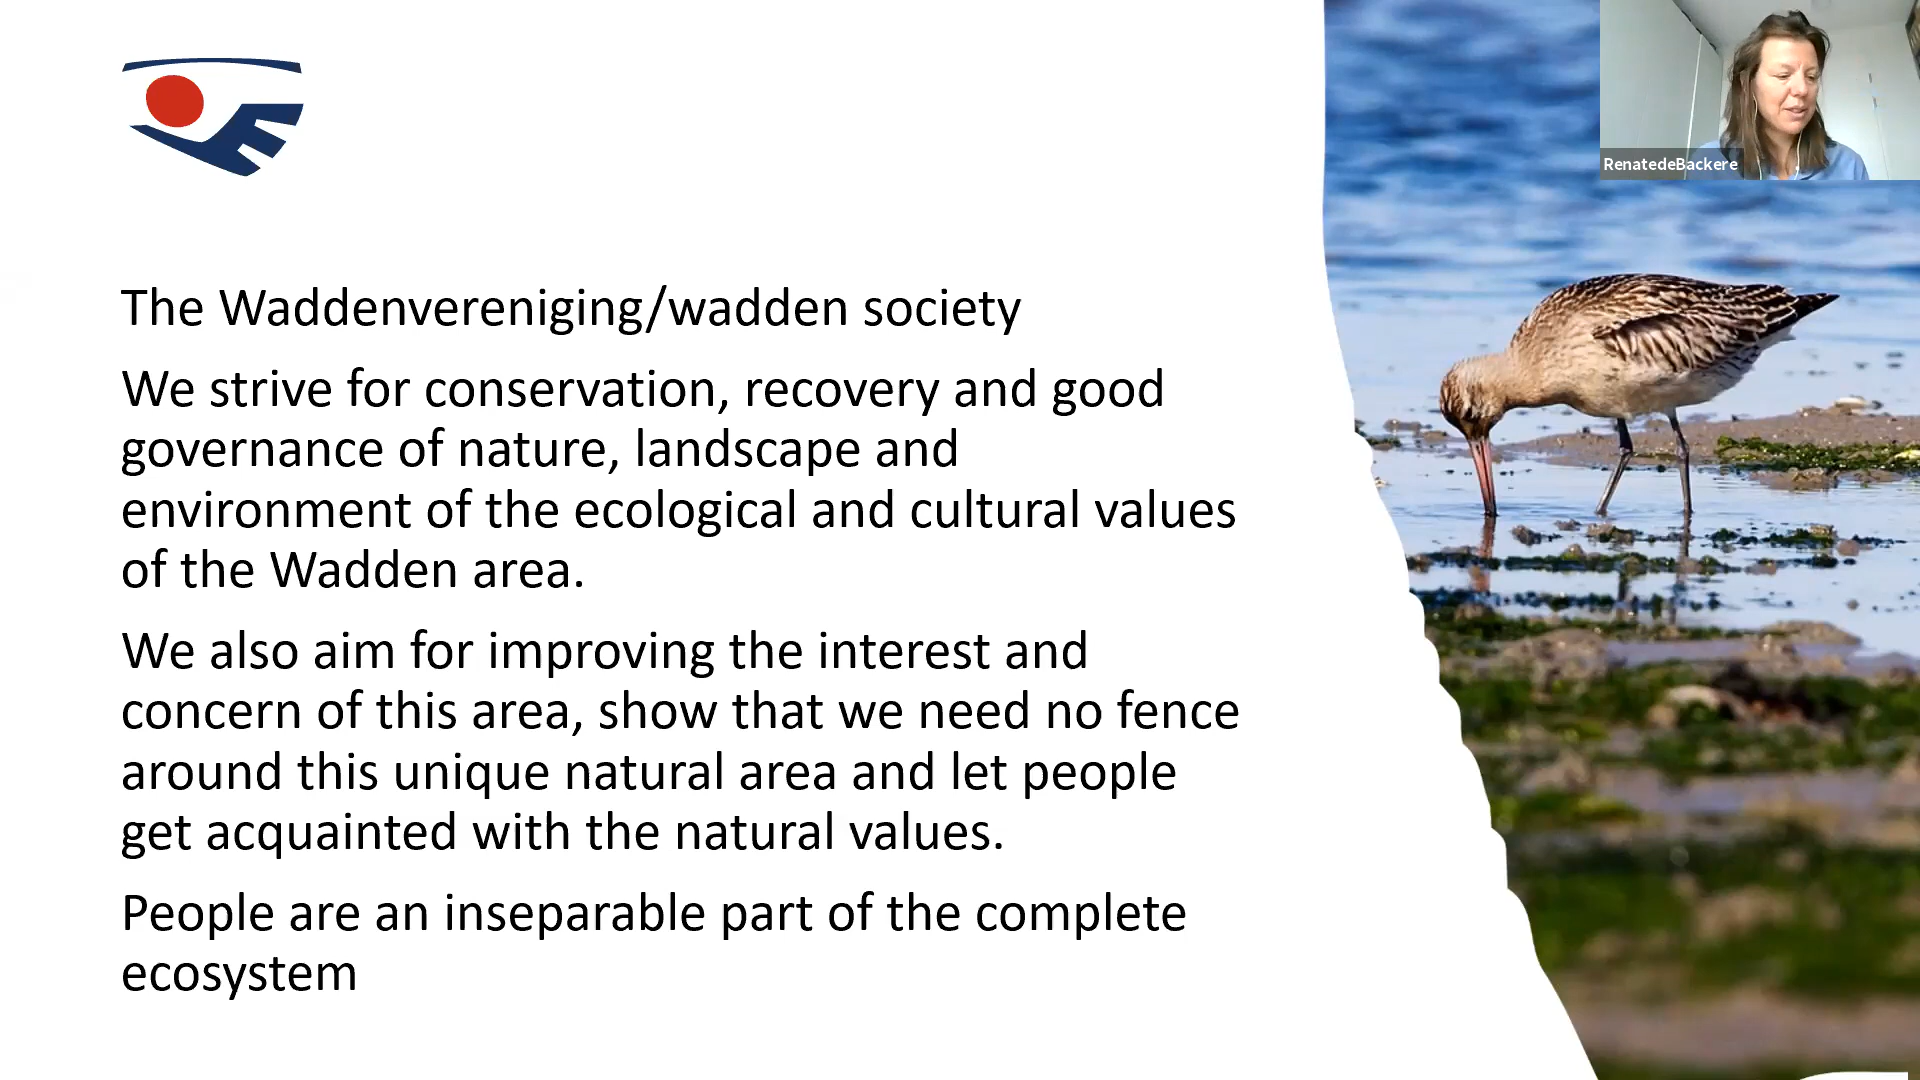 RenatedeBackere
The Waddenvereniging/wadden society
We strive for conservation, recovery and good
governance of nature, landscape and
environment of the ecological and cultural values
of the Wadden area.
We also aim for improving the interest and
concern of this area, show that we need no fence
around this unique natural area and let people
get acquainted with the natural values.
People are an inseparable part of the complete
ecosystem